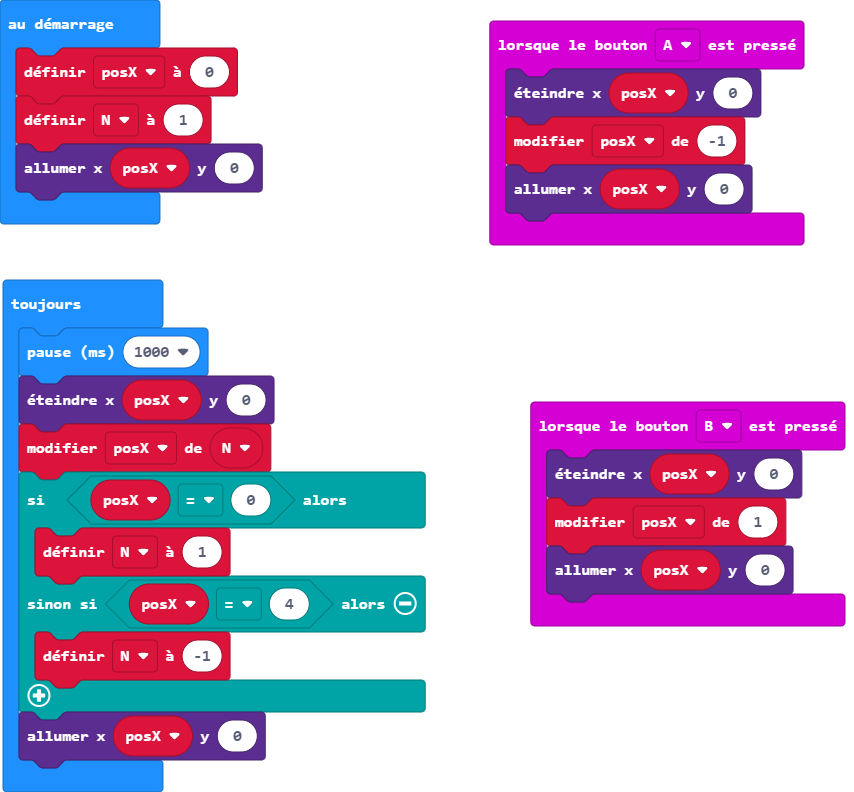 au démarrage
définir posX à 0
définir N à 1
allumer x posX y 0
lorsque le bouton A est pressé
éteindre x posX y 0
modifier posX de -1
allumer x posX y 0
toujours
pause (ms) 1000
éteindre x posX y 0
modifier posX de N
si posX = 0 alors
définir N à 1
sinon si posX = 4 alors
définir N à -1
allumer x posX y 0
lorsque le bouton B est pressé
éteindre x posX y 0
modifier posX de 1
allumer x posX y 0